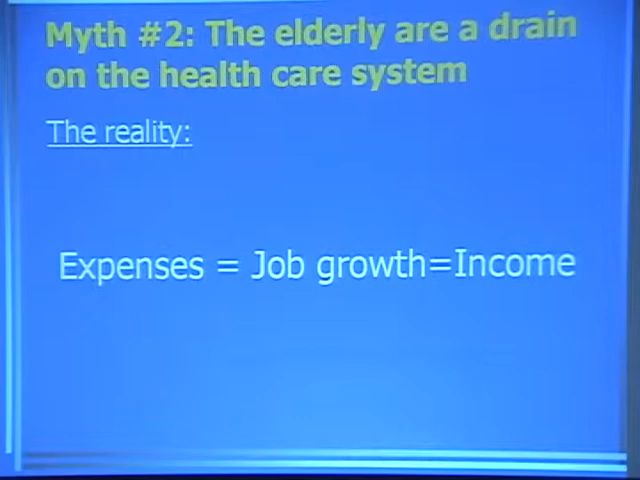 Myth #2: The elderly are a drain
on the health care system
The reality:
Expenses = Job growth=Income